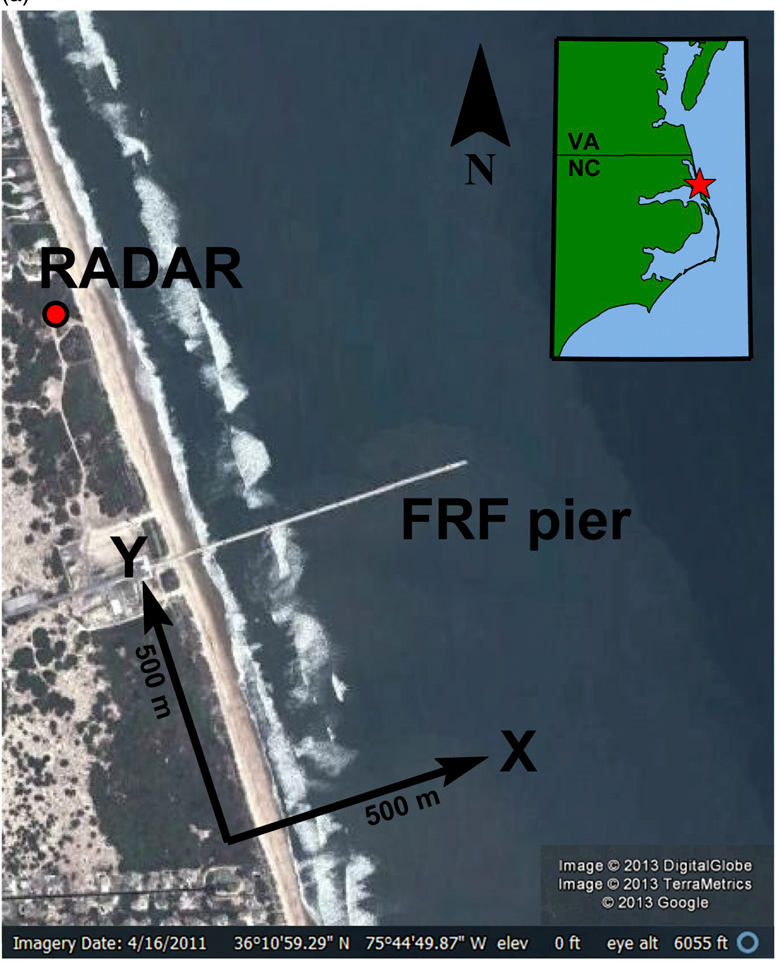 (a)
N
VA
NC
RADAR
FRF pier
Y
500 m
X
500 m
Image © 2013 DigitalGlobe
Image © 2013 TerraMetrics
© 2013 Google
Imagery Date: 4/16/2011 36°10'59.29" N 75°44'49.87" W elev 0 ft eye alt 6055 ft